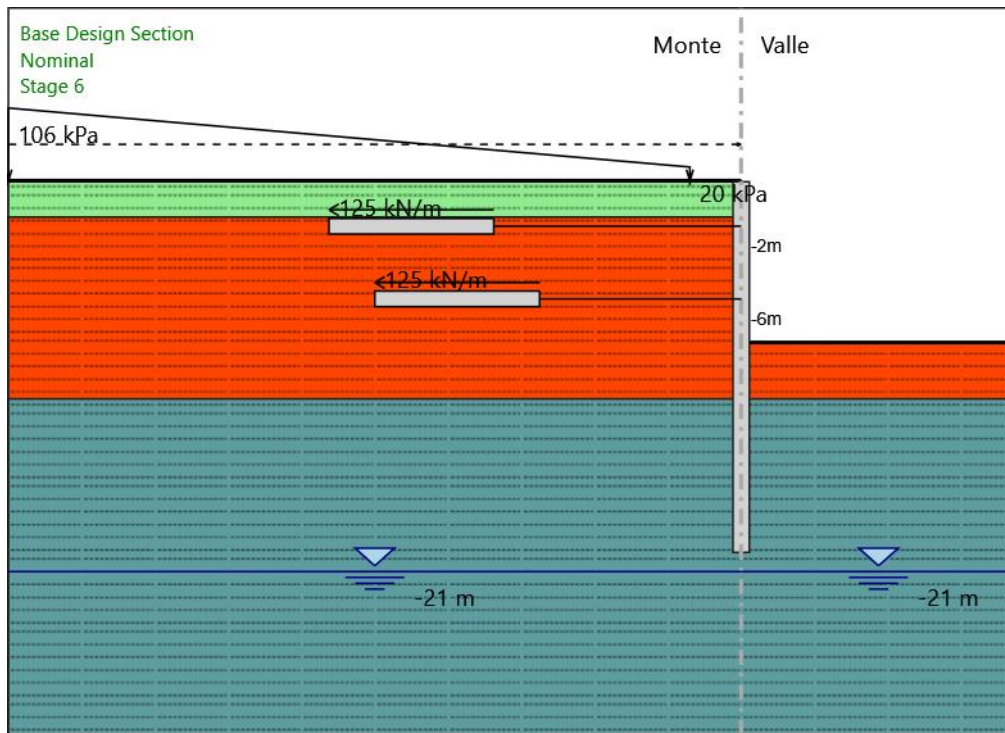 Base Design Section
Nominal
Stage 6
Monte
Valle
106 kPa
20 kPa
125 kN/m
-2m
125 kN/m
-6m
-21 m
-21 m